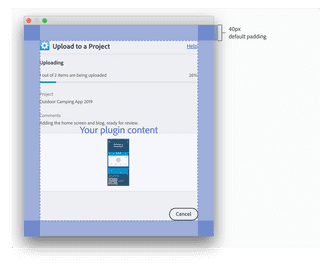 40px
default padding
Upload to a Project
Help
Uploading
1 out of 2 items are being uploaded
26%
Project
Outdoor Camping App 2019
Comments
Adding the home screen and blog, ready for review.
Your plugin content
Cancel